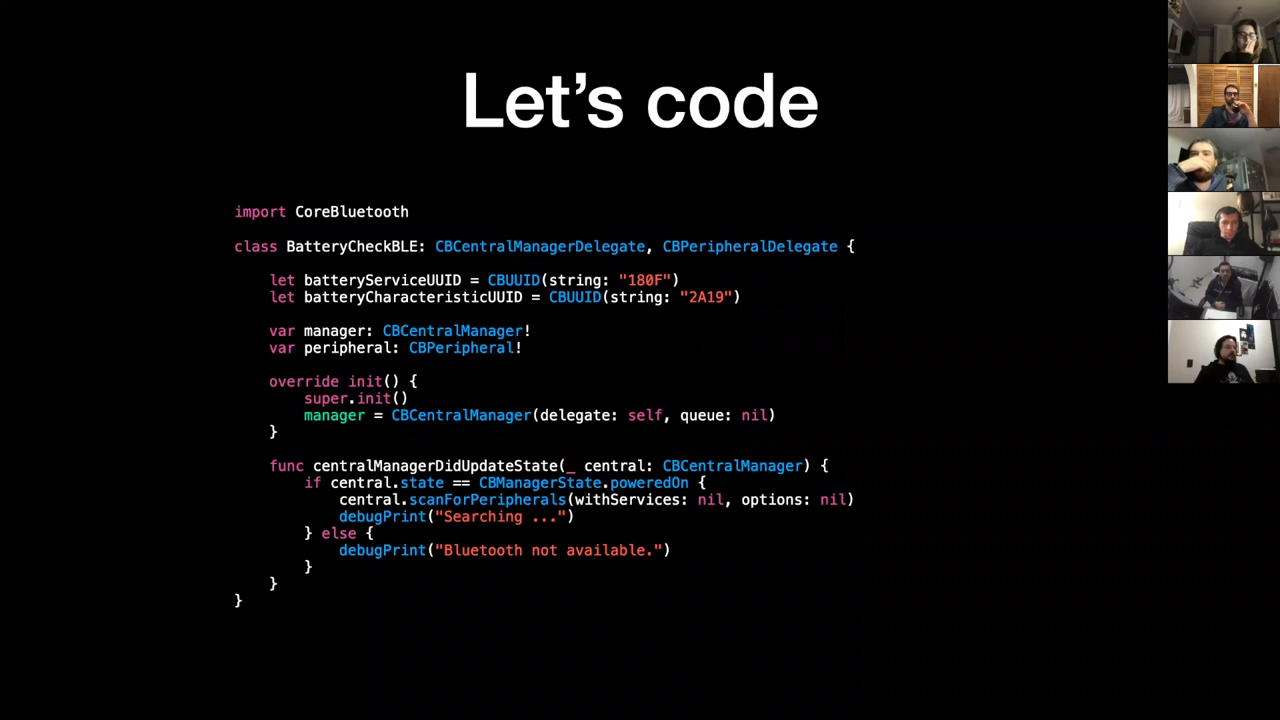 Let’s code
import CoreBluetooth
class BatteryCheckBLE: CBCentralManagerDelegate, CBPeripheralDelegate {
let batteryServiceUUID = CBUUID(string: "180F")
let batteryCharacteristicUUID = CBUUID(string: "2A19")
var manager: CBCentralManager!
var peripheral: CBPeripheral!
override init() {
super.init()
manager = CBCentralManager(delegate: self, queue: nil)
}
func centralManagerDidUpdateState(_ central: CBCentralManager) {
if central.state == CBManagerState.poweredOn {
central.scanForPeripherals(withServices: nil, options: nil)
debugPrint("Searching ...")
} else {
debugPrint("Bluetooth not available.")
}
}
}